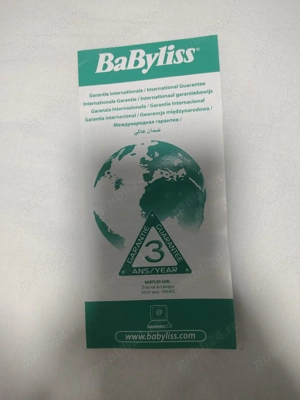 BaByliss®
Garantie Internationale / International Guarantee
Internationale Garantie / Internationaal garantiebewijs
Garanzia Internazionale / Garantía Internacional
Garantia internacional / Gwarancja międzynarodowa /
Международная гарантия /
ضمان عالمي
GARANTIE GUARANTEE
3
ANS/YEAR
BABYLISS SARL
www.babyliss.com